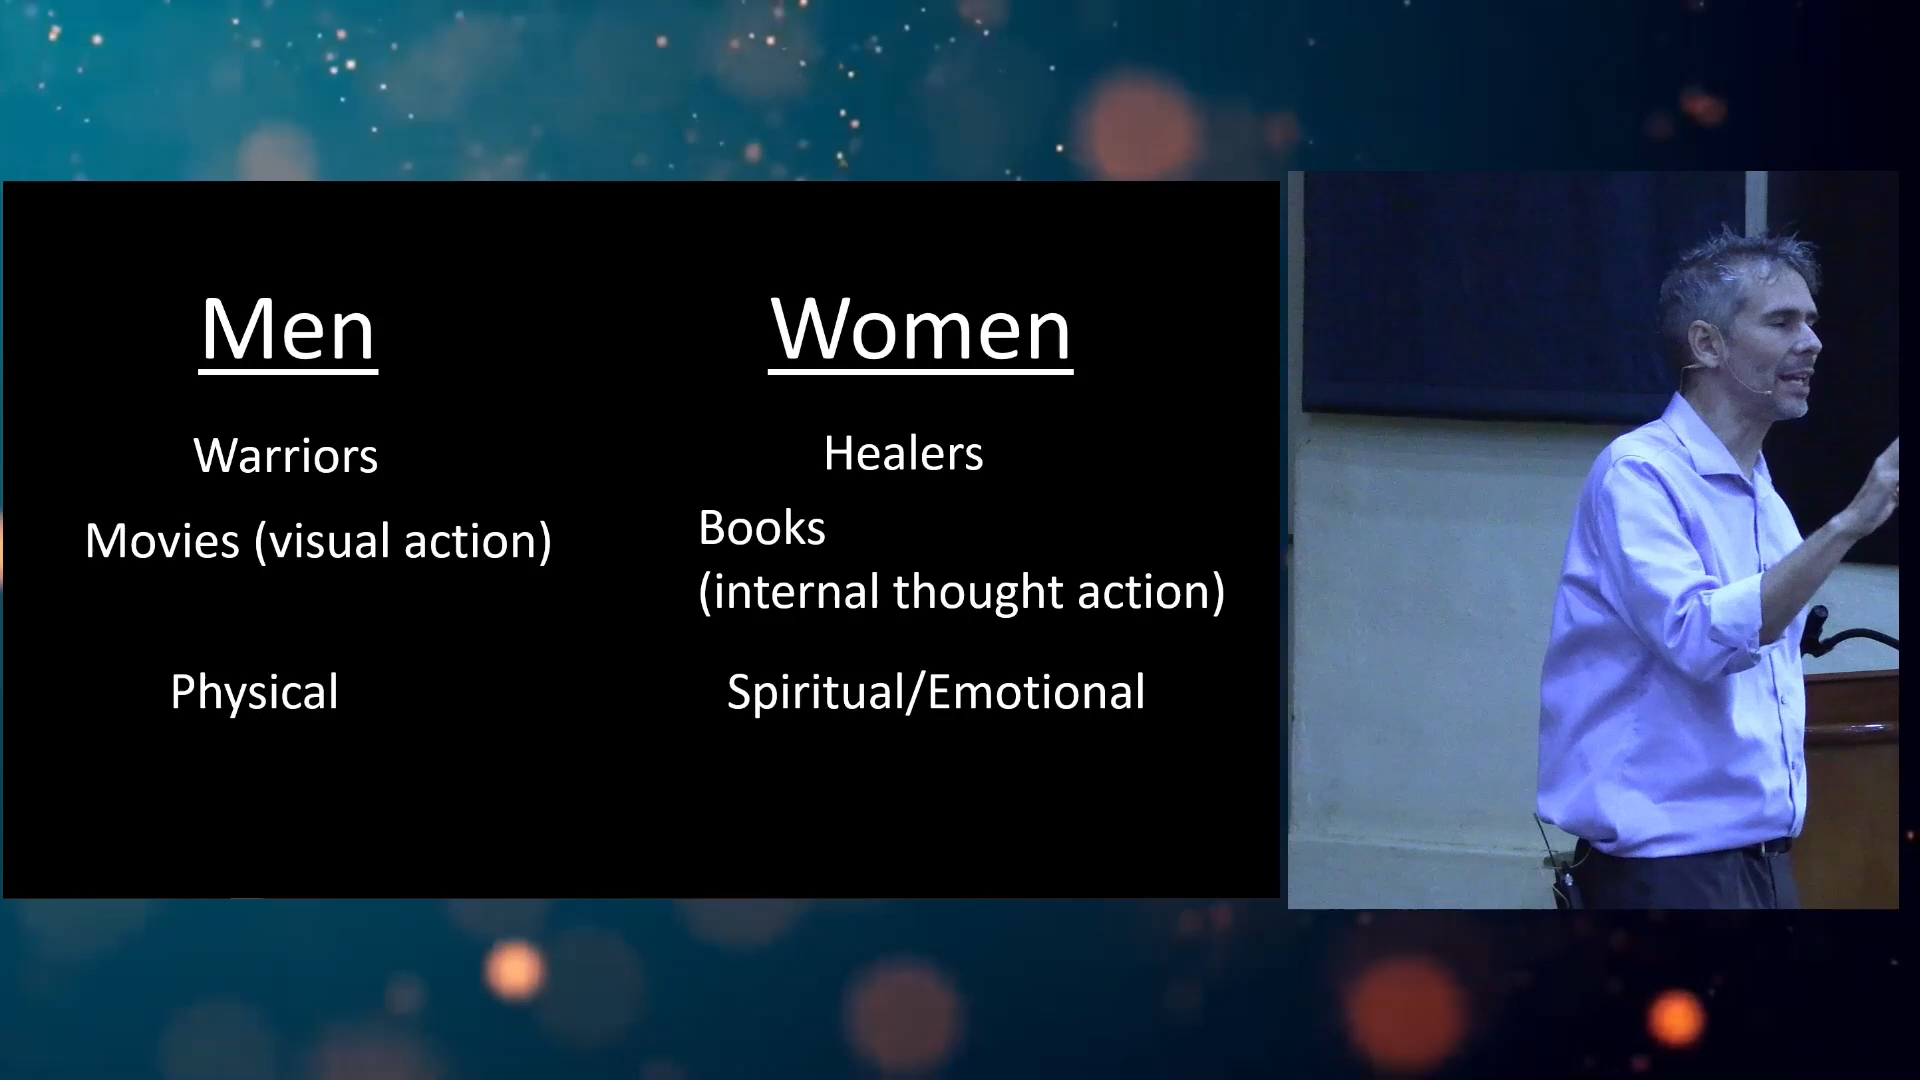 Men
Warriors
Movies (visual action)
Physical
Women
Healers
Books
(internal thought action)
Spiritual/Emotional